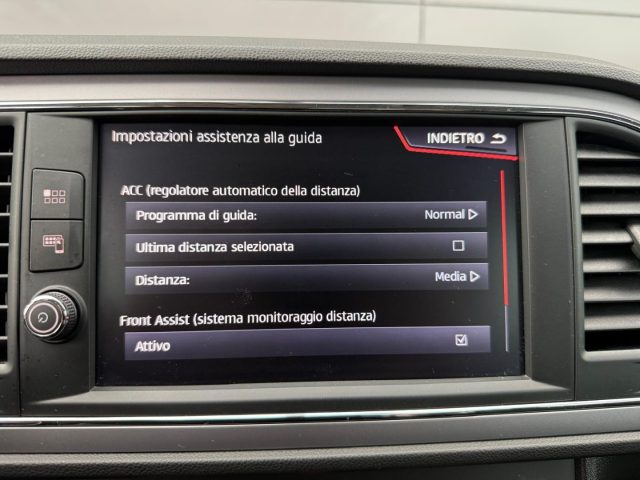 Impostazioni assistenza alla guida
INDIETRO
ACC (regolatore automatico della distanza)
Programma di guida: Normal
Ultima distanza selezionata
Distanza: Media
Front Assist (sistema monitoraggio distanza)
Attivo